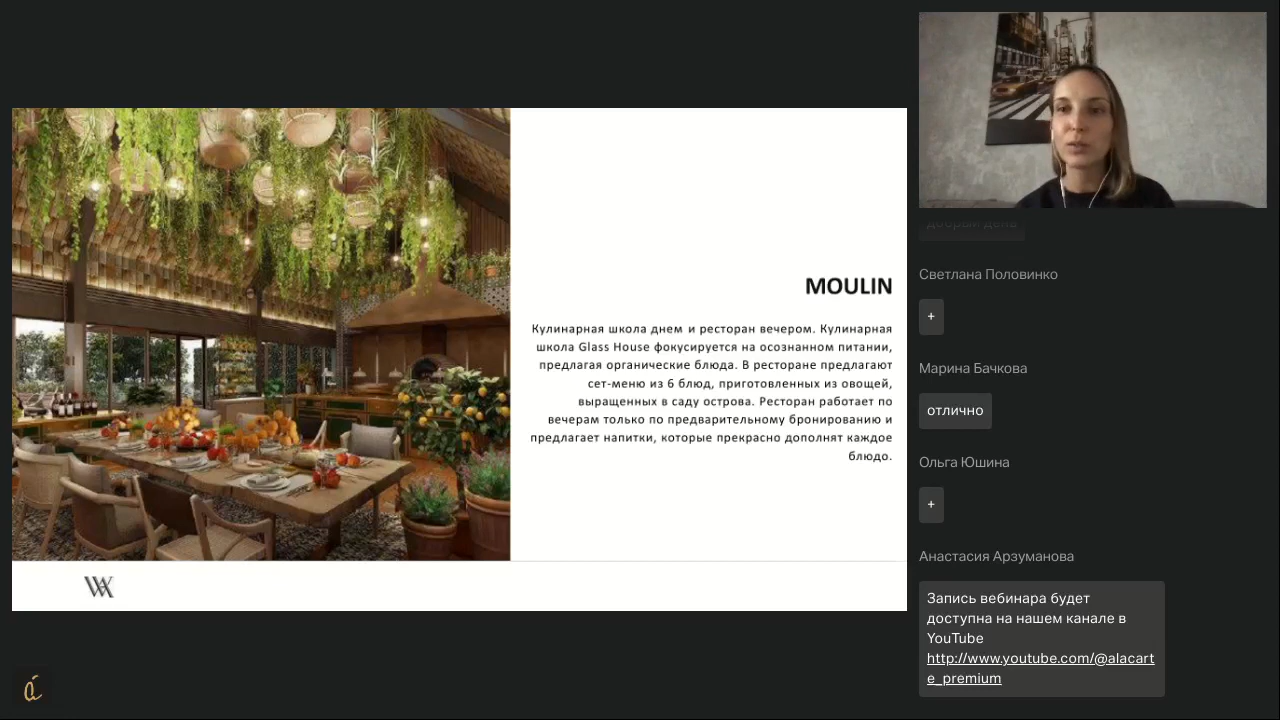 MOULIN
Кулинарная школа днем и ресторан вечером. Кулинарная
школа Glass House фокусируется на осознанном питании,
предлагая органические блюда. В ресторане предлагают
сет-меню из 6 блюд, приготовленных из овощей,
выращенных в саду острова. Ресторан работает по
вечерам только по предварительному бронированию и
предлагает напитки, которые прекрасно дополнят каждое
блюдо.
добрый день
Светлана Половинко
+
Марина Бачкова
отлично
Ольга Юшина
+
Анастасия Арзуманова
Запись вебинара будет
доступна на нашем канале в
YouTube
http://www.youtube.com/@alacart
e_premium
á